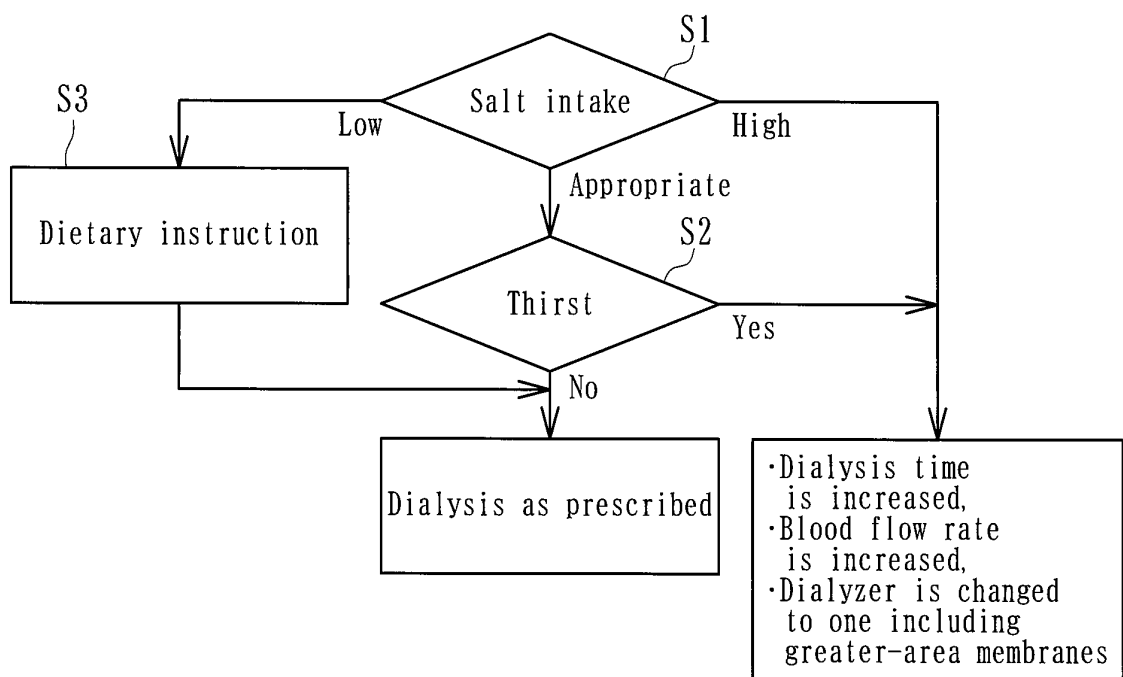 S1
Salt intake
Low
High
S3
Appropriate
Dietary instruction
S2
Thirst
Yes
No
Dialysis as prescribed
·Dialysis time
is increased,
·Blood flow rate
is increased,
·Dialyzer is changed
to one including
greater-area membranes